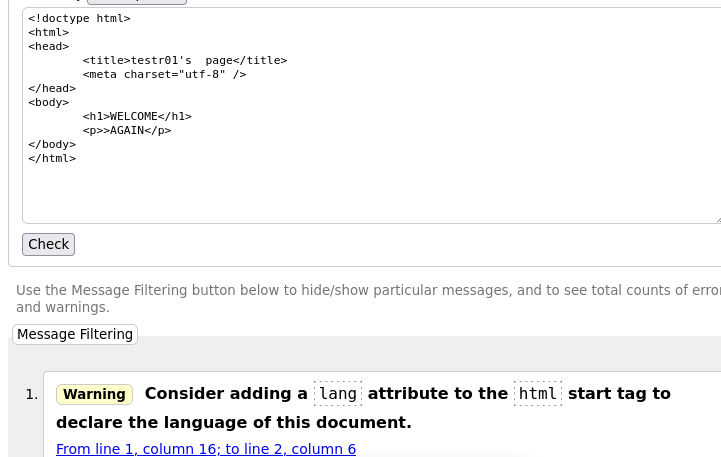 <!doctype html>
<html>
<head>
        <title>testr01's  page</title>
        <meta charset="utf-8" />
</head>
<body>
        <h1>WELCOME</h1>
        <p>>AGAIN</p>
</body>
</html>
Check
Use the Message Filtering button below to hide/show particular messages, and to see total counts of
and warnings.
Message Filtering
1. Warning Consider adding a lang attribute to the html start tag to
declare the language of this document.
From line 1, column 16; to line 2, column 6